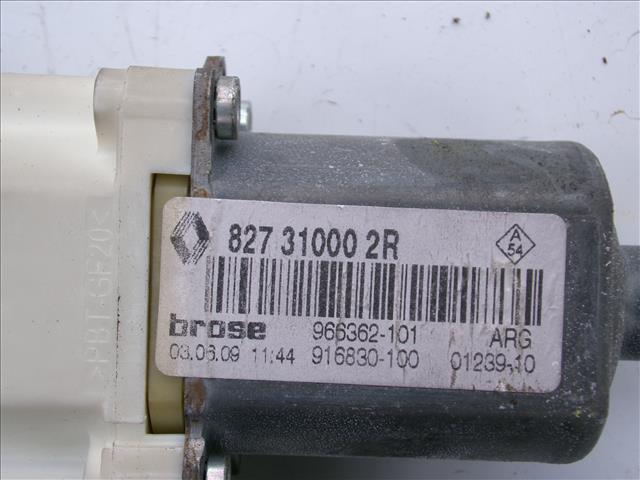 >PBT-GF20<
827 31000 2R
A
54
brose 966362-101 ARG
03.06.09 11:44 916830-100 01239-10